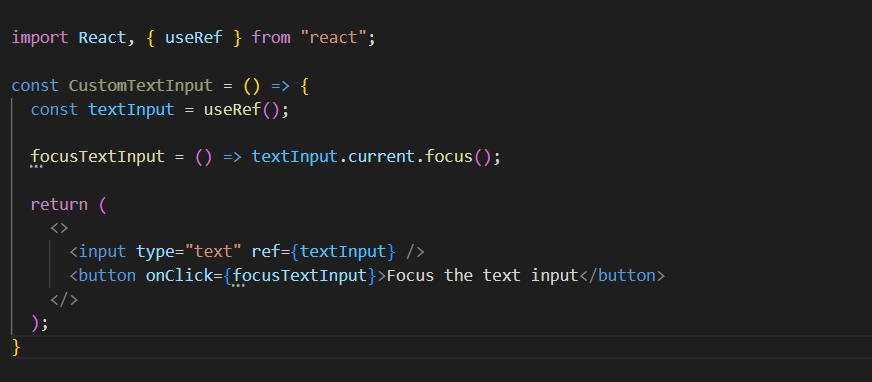 import React, { useRef } from "react";
const CustomTextInput = () => {
const textInput = useRef();
focusTextInput = () => textInput.current.focus();
return (
<>
<input type="text" ref={textInput} />
<button onClick={focusTextInput}>Focus the text input</button>
</>
);
}